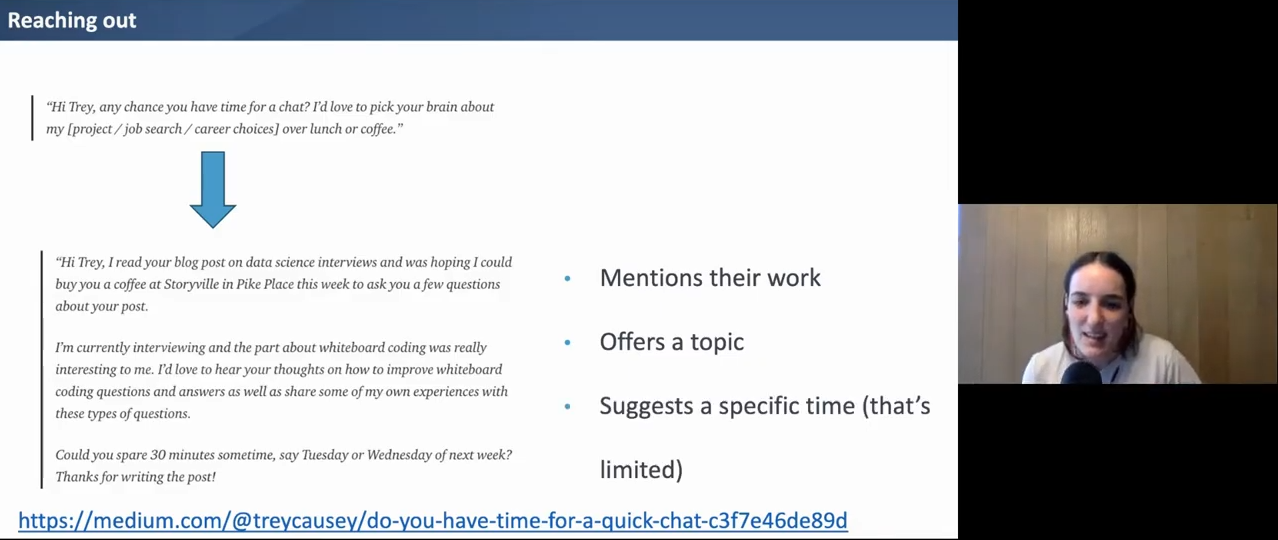 Reaching out
“Hi Trey, any chance you have time for a chat? I’d love to pick your brain about
my [project / job search / career choices] over lunch or coffee.”
“Hi Trey, I read your blog post on data science interviews and was hoping I could
buy you a coffee at Storyville in Pike Place this week to ask you a few questions
about your post.
I’m currently interviewing and the part about whiteboard coding was really
interesting to me. I’d love to hear your thoughts on how to improve whiteboard
coding questions and answers as well as share some of my own experiences with
these types of questions.
Could you spare 30 minutes sometime, say Tuesday or Wednesday of next week?
Thanks for writing the post!
• Mentions their work
• Offers a topic
• Suggests a specific time (that’s
limited)
https://medium.com/@treycausey/do-you-have-time-for-a-quick-chat-c3f7e46de89d